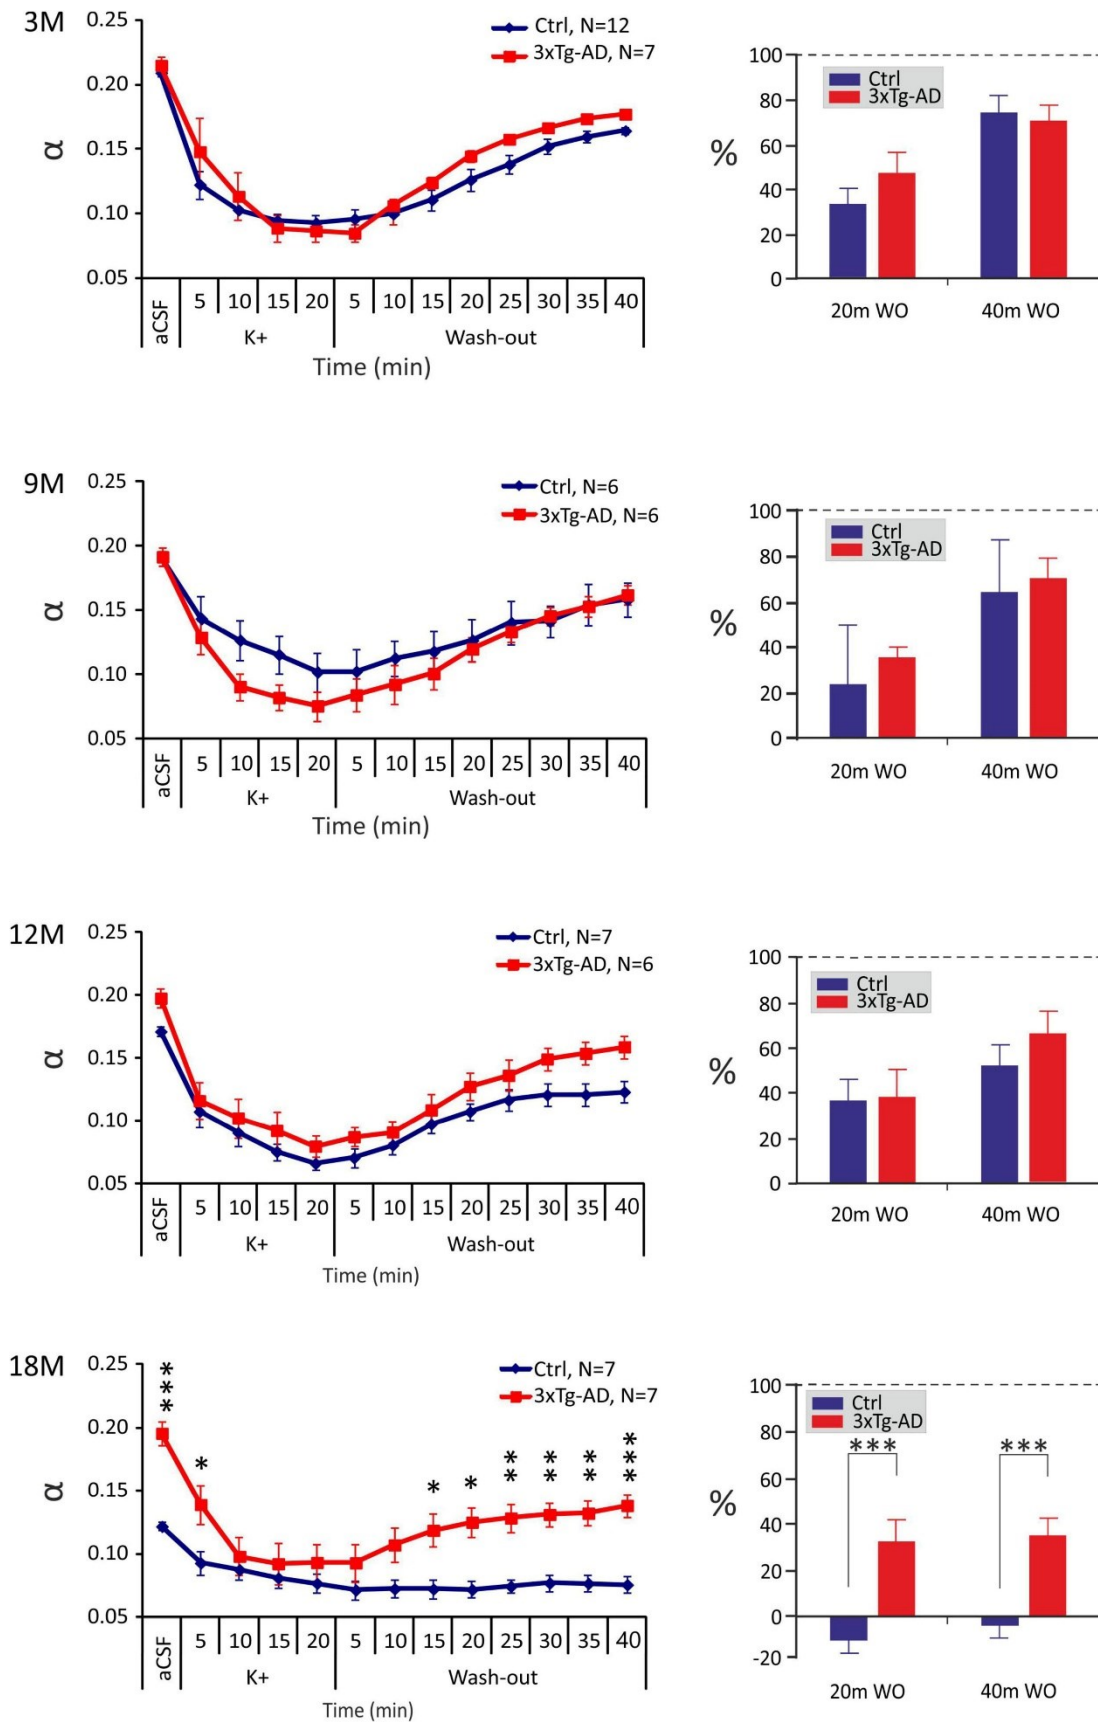 3M
0.25
0.20
0.15
0.10
0.05
α
Ctrl, N=12
3xTg-AD, N=7
aCSF
5 10 15 20 5 10 15 20 25 30 35 40
K+ Wash-out
Time (min)
100
80
60
40
20
0
%
Ctrl
3xTg-AD
20m WO 40m WO
9M
0.25
0.20
0.15
0.10
0.05
α
Ctrl, N=6
3xTg-AD, N=6
aCSF
5 10 15 20 5 10 15 20 25 30 35 40
K+ Wash-out
Time (min)
100
80
60
40
20
0
%
Ctrl
3xTg-AD
20m WO 40m WO
12M
0.25
0.20
0.15
0.10
0.05
α
Ctrl, N=7
3xTg-AD, N=6
aCSF
5 10 15 20 5 10 15 20 25 30 35 40
K+ Wash-out
Time (min)
100
80
60
40
20
0
%
Ctrl
3xTg-AD
20m WO 40m WO
18M
0.25
0.20
0.15
0.10
0.05
α
Ctrl, N=7
3xTg-AD, N=7
*** * * * ** ** ** ***
aCSF
5 10 15 20 5 10 15 20 25 30 35 40
K+ Wash-out
Time (min)
100
80
60
40
20
0
-20
%
Ctrl
3xTg-AD
*** ***
20m WO 40m WO